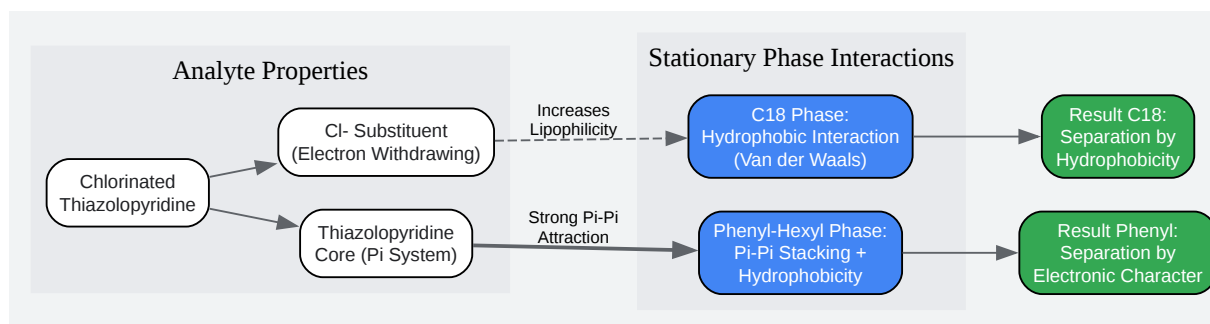 Analyte Properties
Stationary Phase Interactions
Chlorinated
Thiazolopyridine
Cl- Substituent
(Electron Withdrawing)
Increases
Lipophilicity
C18 Phase:
Hydrophobic Interaction
(Van der Waals)
Result C18:
Separation by
Hydrophobicity
Thiazolopyridine
Core (Pi System)
Strong Pi-Pi
Attraction
Phenyl-Hexyl Phase:
Pi-Pi Stacking +
Hydrophobicity
Result Phenyl:
Separation by
Electronic Character